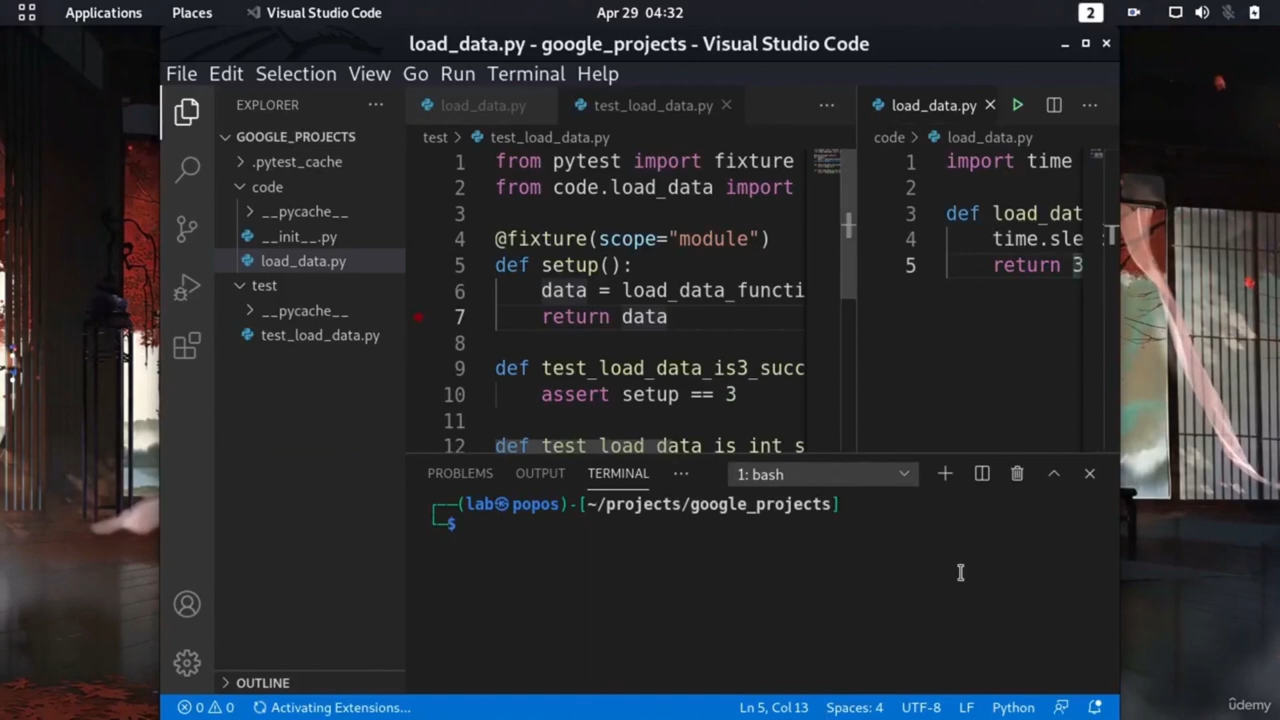 Applications Places Visual Studio Code Apr 29 04:32 2
load_data.py - google_projects - Visual Studio Code
File Edit Selection View Go Run Terminal Help
EXPLORER
GOOGLE_PROJECTS
.pytest_cache
code
__pycache__
__init__.py
load_data.py
test
__pycache__
test_load_data.py
OUTLINE
load_data.py test_load_data.py
test > test_load_data.py
1 from pytest import fixture
2 from code.load_data import
3
4 @fixture(scope="module")
5 def setup():
6 data = load_data_functi
7 return data
8
9 def test_load_data_is3_succ
10 assert setup == 3
11
12 def test_load_data_is_int_s
load_data.py
code > load_data.py
1 import time
2
3 def load_dat
4 time.sle
5 return 3
PROBLEMS OUTPUT TERMINAL 1: bash
(lab㉿popos)-[~/projects/google_projects]
$
0 0 Activating Extensions... Ln 5, Col 13 Spaces: 4 UTF-8 LF Python
udemy